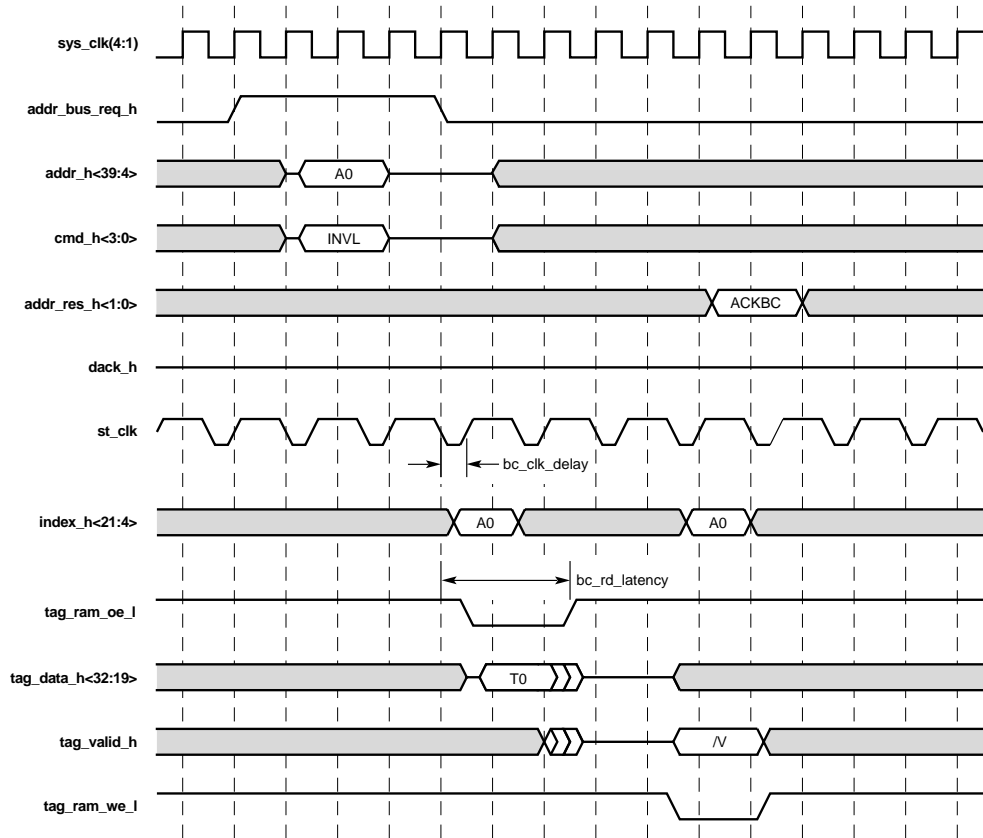 sys_clk(4:1)
addr_bus_req_h
addr_h<39:4>
A0
cmd_h<3:0>
INVL
addr_res_h<1:0>
ACKBC
dack_h
st_clk
bc_clk_delay
index_h<21:4>
A0
A0
bc_rd_latency
tag_ram_oe_l
tag_data_h<32:19>
T0
tag_valid_h
/V
tag_ram_we_l